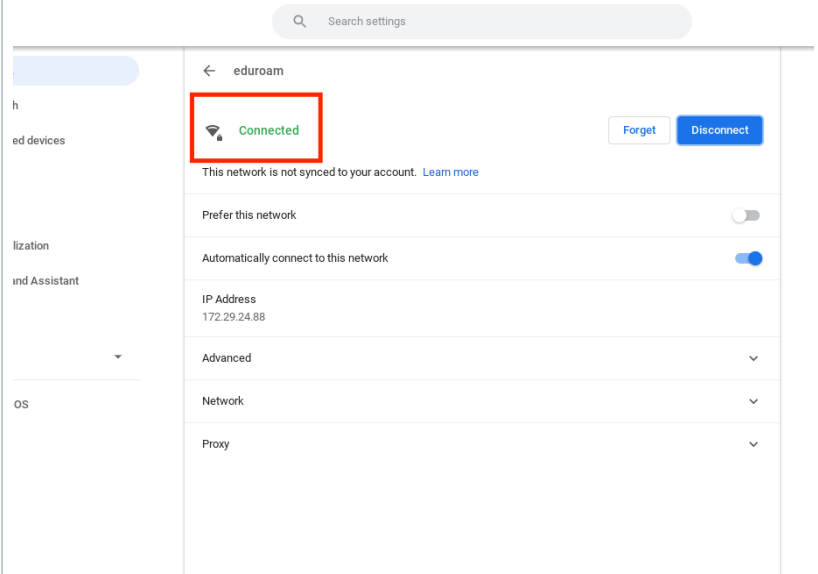 Search settings
eduroam
h
Connected
Forget
Disconnect
ed devices
This network is not synced to your account. Learn more
Prefer this network
lization
Automatically connect to this network
and Assistant
IP Address
172.29.24.88
Advanced
Network
OS
Proxy